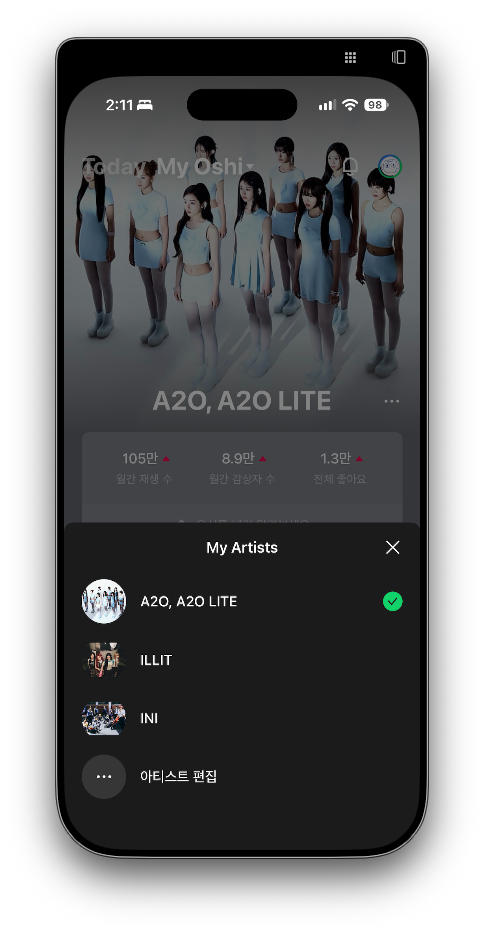 2:11
98
Today My Oshi
A2O, A2O LITE
105만
8.9만
1.3만
월간 재생 수
월간 감상자 수
전체 좋아요
My Artists
A2O, A2O LITE
ILLIT
INI
아티스트 편집